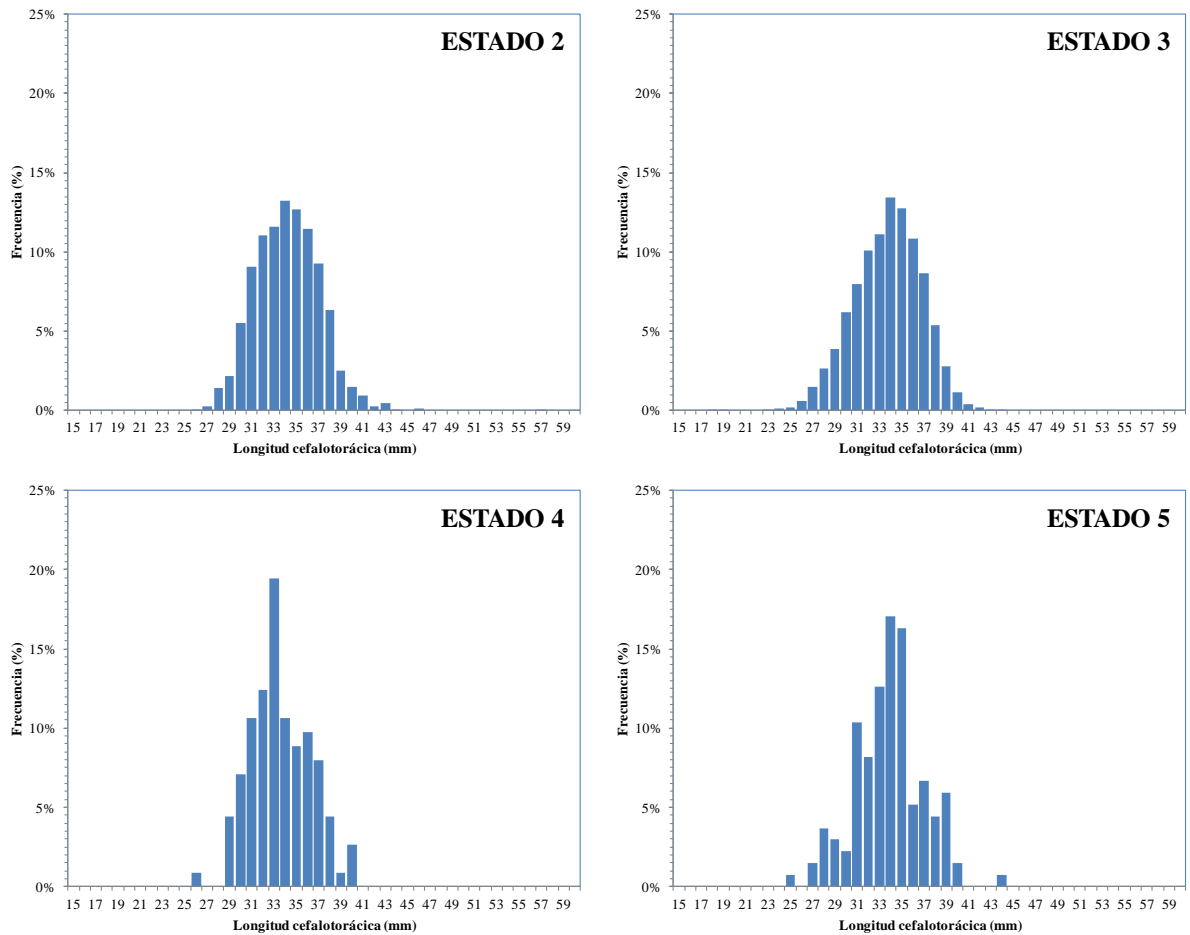 ESTADO 2
25%
20%
15%
10%
5%
0%
Frecuencia (%)
15 17 19 21 23 25 27 29 31 33 35 37 39 41 43 45 47 49 51 53 55 57 59
Longitud cefalotorácica (mm)
ESTADO 3
25%
20%
15%
10%
5%
0%
Frecuencia (%)
15 17 19 21 23 25 27 29 31 33 35 37 39 41 43 45 47 49 51 53 55 57 59
Longitud cefalotorácica (mm)
ESTADO 4
25%
20%
15%
10%
5%
0%
Frecuencia (%)
15 17 19 21 23 25 27 29 31 33 35 37 39 41 43 45 47 49 51 53 55 57 59
Longitud cefalotorácica (mm)
ESTADO 5
25%
20%
15%
10%
5%
0%
Frecuencia (%)
15 17 19 21 23 25 27 29 31 33 35 37 39 41 43 45 47 49 51 53 55 57 59
Longitud cefalotorácica (mm)